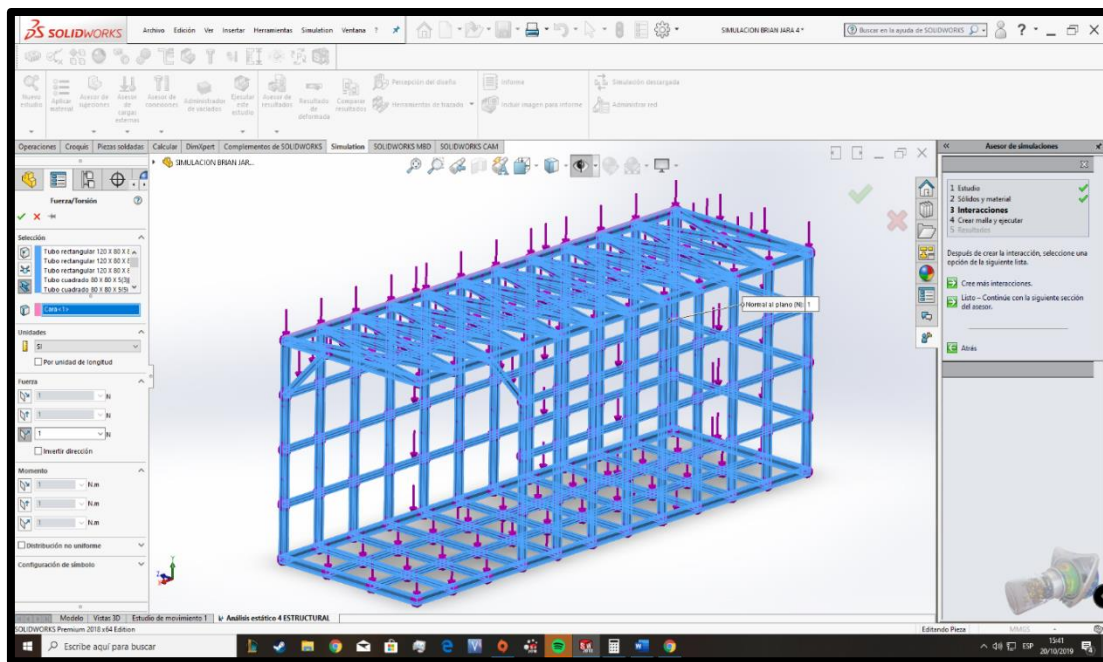 SOLIDWORKS
Archivo Edición Ver Insertar Herramientas Simulation Ventana ?
SIMULACION BRIAN JARA 4 *
Buscar en la ayuda de SOLIDWORKS
Nuevo estudio
Aplicar material
Asesor de sujeciones
Asesor de cargas externas
Asesor de conexiones
Administrador de vaciados
Ejecutar este estudio
Asesor de resultados
Resultado de deformada
Comparar resultados
Percepción del diseño
Herramientas de trazado
Informe
Incluir imagen para informe
Simulación descargada
Administrar red
Operaciones Croquis Piezas soldadas Calcular DimXpert Complementos de SOLIDWORKS Simulation SOLIDWORKS MBD SOLIDWORKS CAM
SIMULACION BRIAN JAR...
Fuerza/Torsión
Selección
Tubo rectangular 120 X 80 X
Tubo rectangular 120 X 80 X
Tubo rectangular 120 X 80 X
Tubo cuadrado 80 X 80 X 5(3)
Tubo cuadrado 80 X 80 X 5(5)
Cara<1>
Unidades
SI
Por unidad de longitud
Fuerza
1 N
1 N
1 N
Invertir dirección
Momento
1 N.m
1 N.m
1 N.m
Distribución no uniforme
Configuración de símbolo
Normal al plano (N): 1
Asesor de simulaciones
1 Estudio
2 Sólidos y material
3 Interacciones
4 Crear malla y ejecutar
5 Resultados
Después de crear la interacción, seleccione una
opción de la siguiente lista.
Cree más interacciones.
Listo – Continúe con la siguiente sección
del asesor.
Atrás
Modelo Vistas 3D Estudio de movimiento 1 Análisis estático 4 ESTRUCTURAL
SOLIDWORKS Premium 2018 x64 Edition
Editando Pieza MMGS
Escribe aquí para buscar
ESP
15:41
20/10/2019